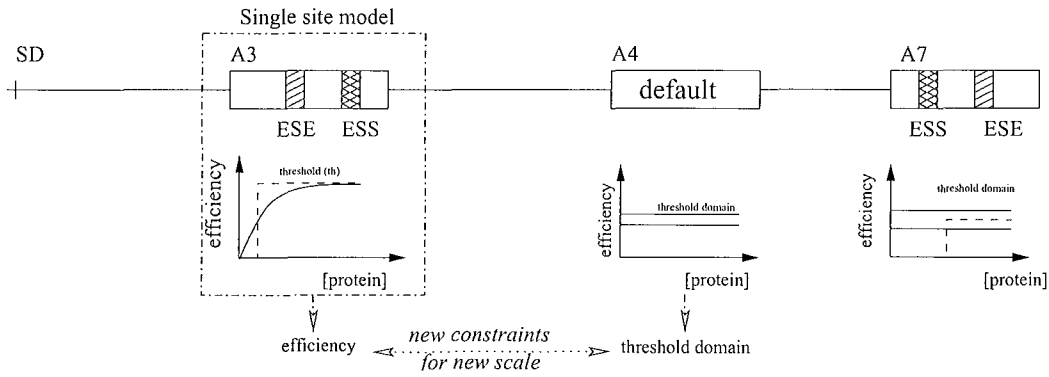 Single site model
SD
A3
A4
A7
default
ESE
ESS
ESS
ESE
efficiency
threshold (th)
[protein]
efficiency
threshold domain
[protein]
efficiency
threshold domain
[protein]
efficiency
new constraints
for new scale
threshold domain